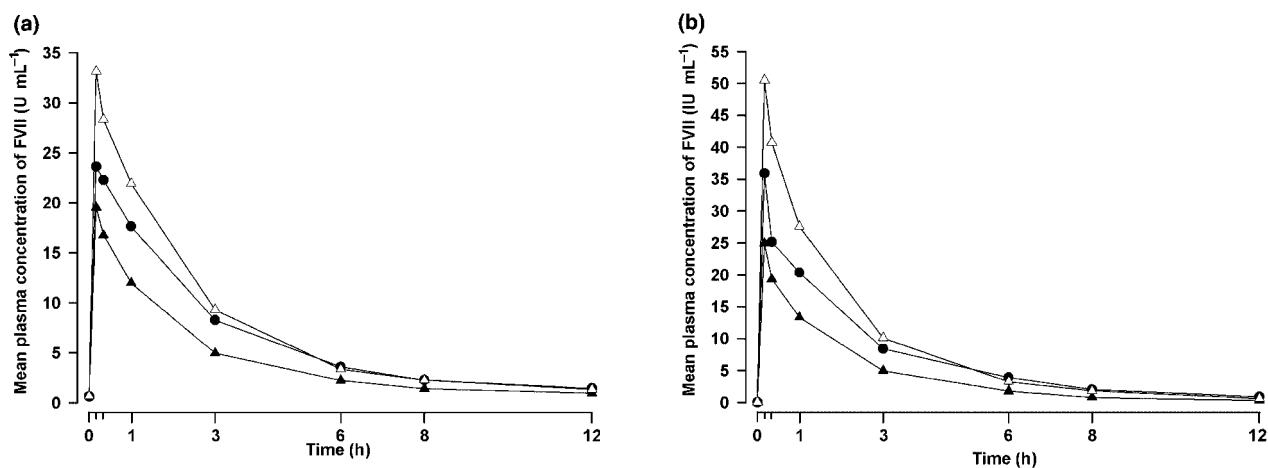 (a)
Mean plasma concentration of FVII (U mL⁻¹)
35
30
25
20
15
10
5
0
0 1 3 6 8 12
Time (h)
(b)
Mean plasma concentration of FVII (IU mL⁻¹)
55
50
45
40
35
30
25
20
15
10
5
0
0 1 3 6 8 12
Time (h)